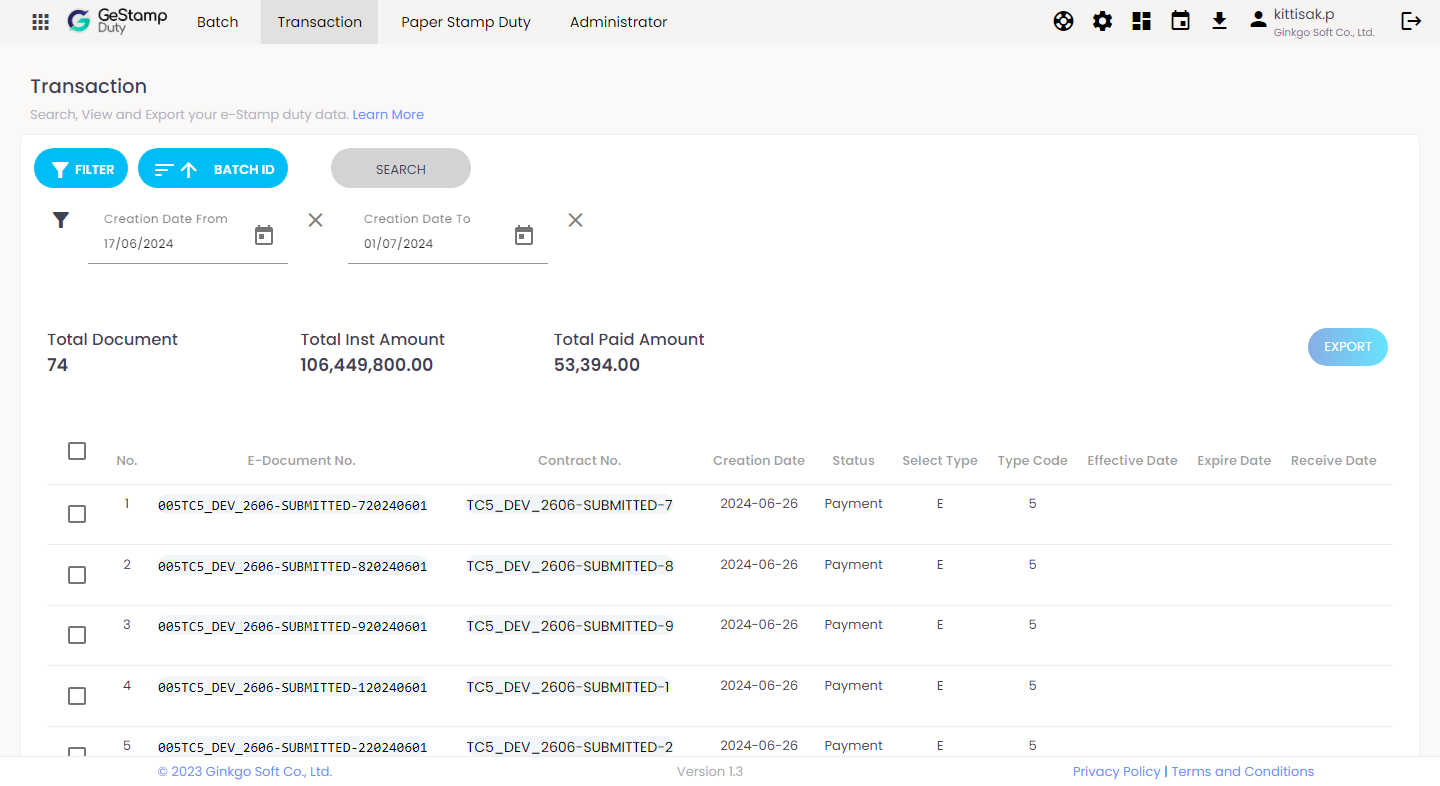 GeStamp Duty Batch Transaction Paper Stamp Duty Administrator kittisak.p
Ginkgo Soft Co., Ltd.
Transaction
Search, View and Export your e-Stamp duty data. Learn More
FILTER BATCH ID SEARCH
Creation Date From Creation Date To
17/06/2024 01/07/2024
Total Document Total Inst Amount Total Paid Amount
74 106,449,800.00 53,394.00
EXPORT
No. E-Document No. Contract No. Creation Date Status Select Type Type Code Effective Date Expire Date Receive Date
1 005TC5_DEV_2606-SUBMITTED-720240601 TC5_DEV_2606-SUBMITTED-7 2024-06-26 Payment E 5
2 005TC5_DEV_2606-SUBMITTED-820240601 TC5_DEV_2606-SUBMITTED-8 2024-06-26 Payment E 5
3 005TC5_DEV_2606-SUBMITTED-920240601 TC5_DEV_2606-SUBMITTED-9 2024-06-26 Payment E 5
4 005TC5_DEV_2606-SUBMITTED-120240601 TC5_DEV_2606-SUBMITTED-1 2024-06-26 Payment E 5
5 005TC5_DEV_2606-SUBMITTED-220240601 TC5_DEV_2606-SUBMITTED-2 2024-06-26 Payment E 5
© 2023 Ginkgo Soft Co., Ltd. Version 1.3 Privacy Policy | Terms and Conditions